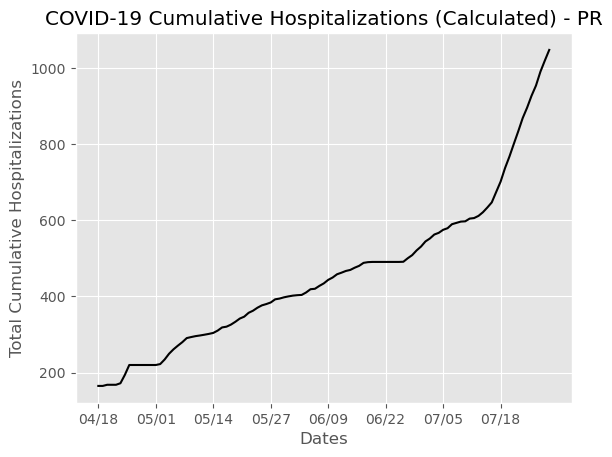 COVID-19 Cumulative Hospitalizations (Calculated) - PR
Total Cumulative Hospitalizations
1000
800
600
400
200
04/18 05/01 05/14 05/27 06/09 06/22 07/05 07/18
Dates